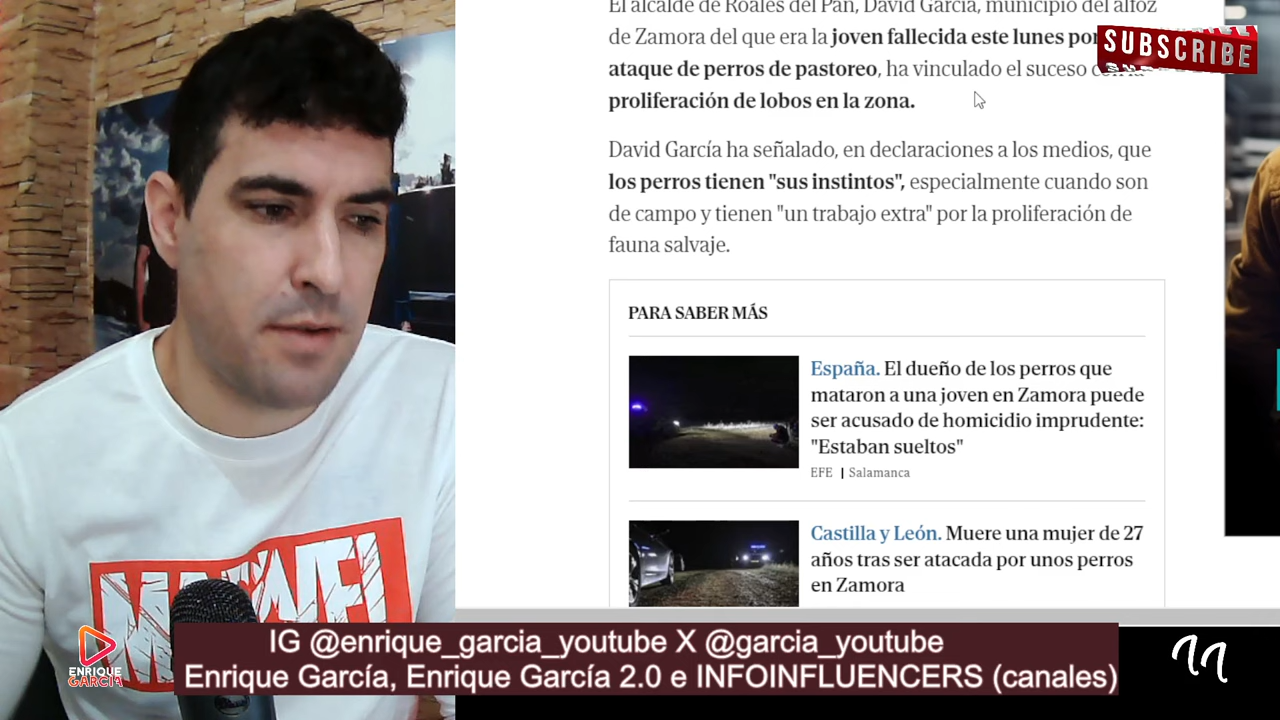 El alcalde de Roales del Pan, David García, municipio del alfoz
de Zamora del que era la joven fallecida este lunes por
ataque de perros de pastoreo, ha vinculado el suceso
proliferación de lobos en la zona.
SUBSCRIBE
David García ha señalado, en declaraciones a los medios, que
los perros tienen "sus instintos", especialmente cuando son
de campo y tienen "un trabajo extra" por la proliferación de
fauna salvaje.
PARA SABER MÁS
España. El dueño de los perros que
mataron a una joven en Zamora puede
ser acusado de homicidio imprudente:
"Estaban sueltos"
EFE | Salamanca
Castilla y León. Muere una mujer de 27
años tras ser atacada por unos perros
en Zamora
MARVEL
ENRIQUE
GARCÍA
IG @enrique_garcia_youtube X @garcia_youtube
Enrique García, Enrique García 2.0 e INFOINFLUENCERS (canales)